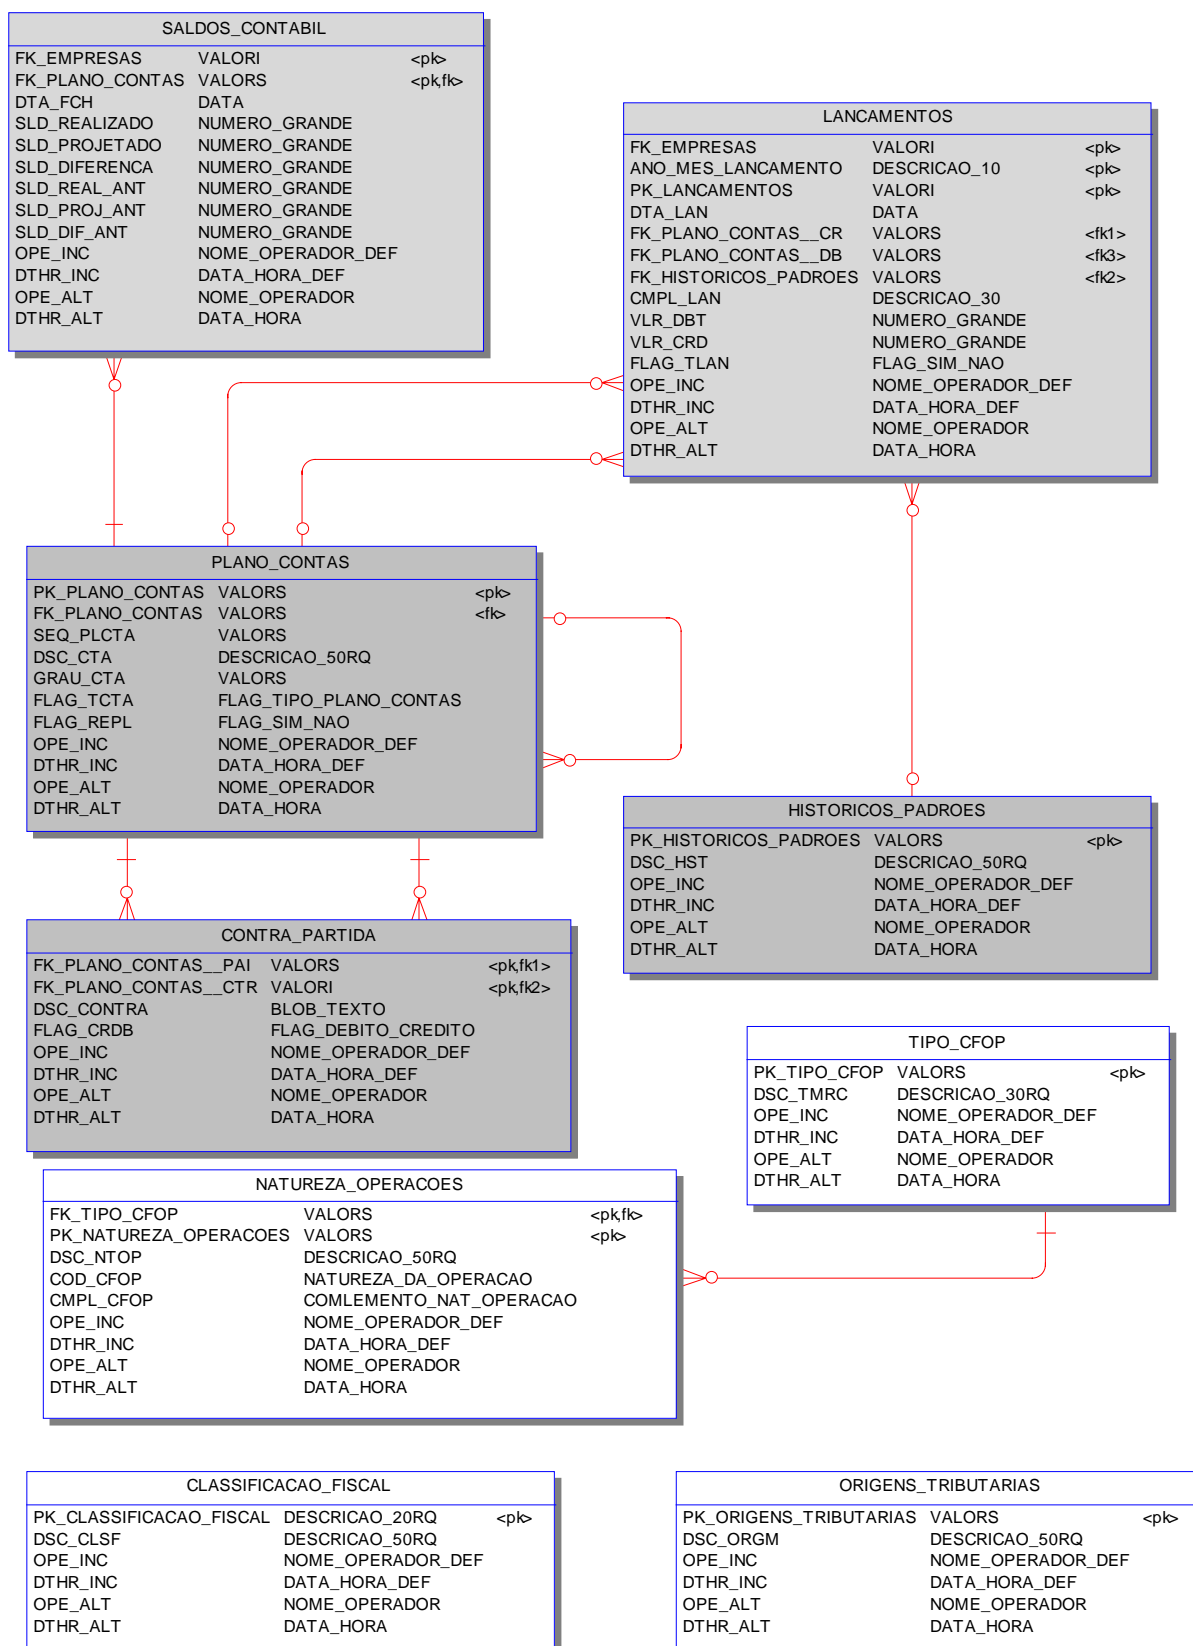 SALDOS_CONTABIL
FK_EMPRESAS VALORI <pk>
FK_PLANO_CONTAS VALORS <pk,fk>
DTA_FCH DATA
SLD_REALIZADO NUMERO_GRANDE
SLD_PROJETADO NUMERO_GRANDE
SLD_DIFERENCA NUMERO_GRANDE
SLD_REAL_ANT NUMERO_GRANDE
SLD_PROJ_ANT NUMERO_GRANDE
SLD_DIF_ANT NUMERO_GRANDE
OPE_INC NOME_OPERADOR_DEF
DTHR_INC DATA_HORA_DEF
OPE_ALT NOME_OPERADOR
DTHR_ALT DATA_HORA
LANCAMENTOS
FK_EMPRESAS VALORI <pk>
ANO_MES_LANCAMENTO DESCRICAO_10 <pk>
PK_LANCAMENTOS VALORI <pk>
DTA_LAN DATA
FK_PLANO_CONTAS__CR VALORS <fk1>
FK_PLANO_CONTAS__DB VALORS <fk3>
FK_HISTORICOS_PADROES VALORS <fk2>
CMPL_LAN DESCRICAO_30
VLR_DBT NUMERO_GRANDE
VLR_CRD NUMERO_GRANDE
FLAG_TLAN FLAG_SIM_NAO
OPE_INC NOME_OPERADOR_DEF
DTHR_INC DATA_HORA_DEF
OPE_ALT NOME_OPERADOR
DTHR_ALT DATA_HORA
PLANO_CONTAS
PK_PLANO_CONTAS VALORS <pk>
FK_PLANO_CONTAS VALORS <fk>
SEQ_PLCTA VALORS
DSC_CTA DESCRICAO_50RQ
GRAU_CTA VALORS
FLAG_TCTA FLAG_TIPO_PLANO_CONTAS
FLAG_REPL FLAG_SIM_NAO
OPE_INC NOME_OPERADOR_DEF
DTHR_INC DATA_HORA_DEF
OPE_ALT NOME_OPERADOR
DTHR_ALT DATA_HORA
HISTORICOS_PADROES
PK_HISTORICOS_PADROES VALORS <pk>
DSC_HST DESCRICAO_50RQ
OPE_INC NOME_OPERADOR_DEF
DTHR_INC DATA_HORA_DEF
OPE_ALT NOME_OPERADOR
DTHR_ALT DATA_HORA
CONTRA_PARTIDA
FK_PLANO_CONTAS__PAI VALORS <pk,fk1>
FK_PLANO_CONTAS__CTR VALORI <pk,fk2>
DSC_CONTRA BLOB_TEXTO
FLAG_CRDB FLAG_DEBITO_CREDITO
OPE_INC NOME_OPERADOR_DEF
DTHR_INC DATA_HORA_DEF
OPE_ALT NOME_OPERADOR
DTHR_ALT DATA_HORA
TIPO_CFOP
PK_TIPO_CFOP VALORS <pk>
DSC_TMRC DESCRICAO_30RQ
OPE_INC NOME_OPERADOR_DEF
DTHR_INC DATA_HORA_DEF
OPE_ALT NOME_OPERADOR
DTHR_ALT DATA_HORA
NATUREZA_OPERACOES
FK_TIPO_CFOP VALORS <pk,fk>
PK_NATUREZA_OPERACOES VALORS <pk>
DSC_NTOP DESCRICAO_50RQ
COD_CFOP NATUREZA_DA_OPERACAO
CMPL_CFOP COMLEMENTO_NAT_OPERACAO
OPE_INC NOME_OPERADOR_DEF
DTHR_INC DATA_HORA_DEF
OPE_ALT NOME_OPERADOR
DTHR_ALT DATA_HORA
CLASSIFICACAO_FISCAL
PK_CLASSIFICACAO_FISCAL DESCRICAO_20RQ <pk>
DSC_CLSF DESCRICAO_50RQ
OPE_INC NOME_OPERADOR_DEF
DTHR_INC DATA_HORA_DEF
OPE_ALT NOME_OPERADOR
DTHR_ALT DATA_HORA
ORIGENS_TRIBUTARIAS
PK_ORIGENS_TRIBUTARIAS VALORS <pk>
DSC_ORGM DESCRICAO_50RQ
OPE_INC NOME_OPERADOR_DEF
DTHR_INC DATA_HORA_DEF
OPE_ALT NOME_OPERADOR
DTHR_ALT DATA_HORA